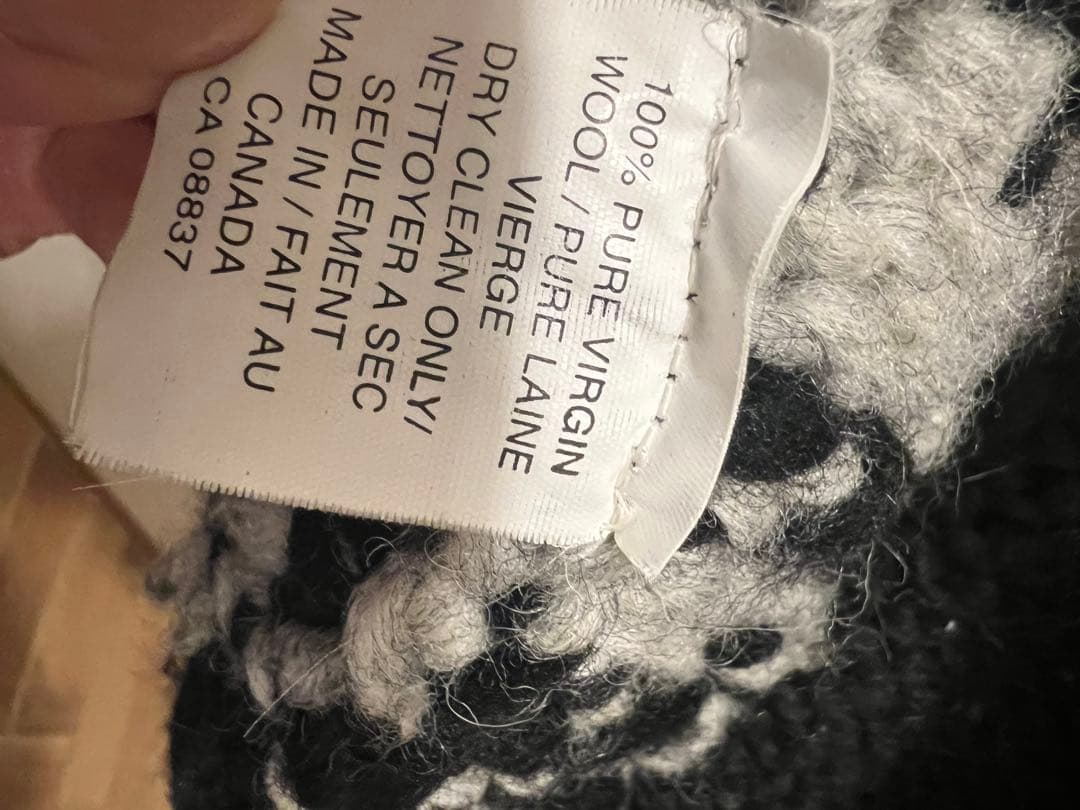 100% PURE VIRGIN
WOOL/ PURE LAINE
VIERGE
DRY CLEAN ONLY/
NETTOYER A SEC
SEULEMENT
MADE IN / FAIT AU
CANADA
CA 08837